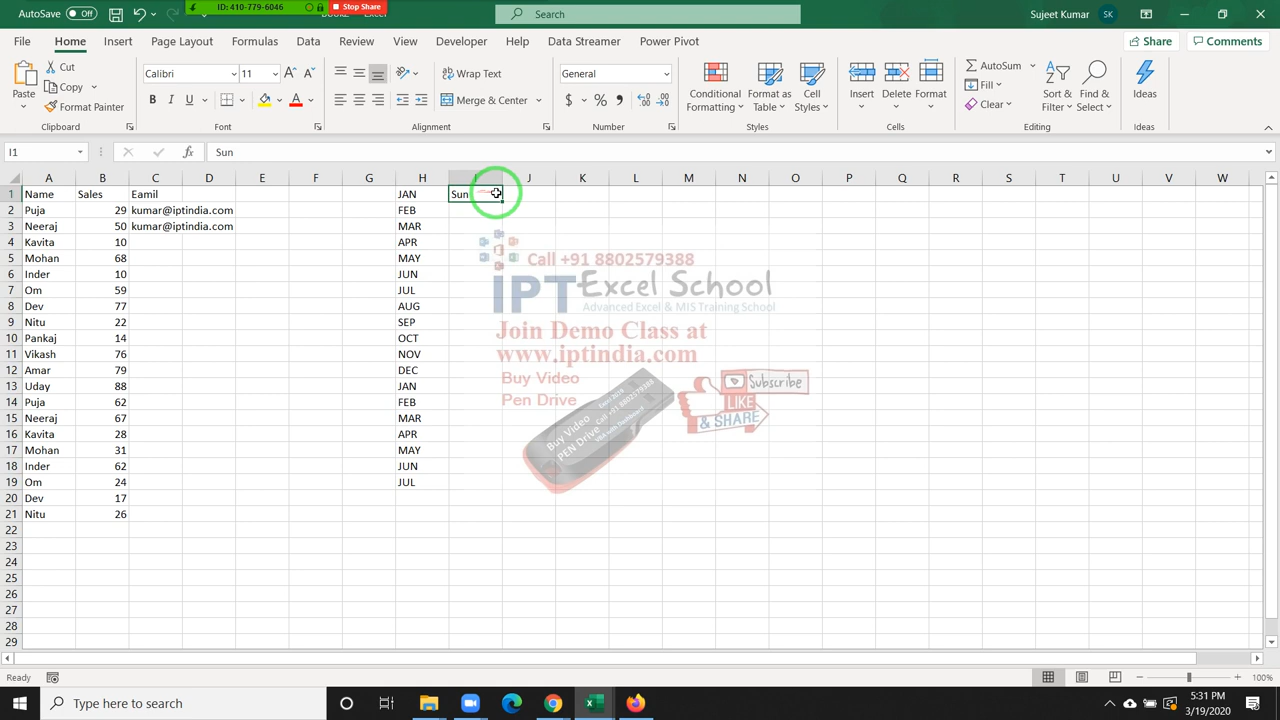 AutoSave Off
ID: 410-779-6046 Stop Share
Excel
Search
Sujeet Kumar SK
File Home Insert Page Layout Formulas Data Review View Developer Help Data Streamer Power Pivot Share Comments
Paste Cut Copy Format Painter
Calibri 11 B I U
Wrap Text Merge & Center
General $ % ,
Conditional Formatting Format as Table Cell Styles
Insert Delete Format
AutoSum Fill Clear Sort & Filter Find & Select
Ideas
Clipboard Font Alignment Number Styles Cells Editing Ideas
I1 fx Sun
A B C D E F G H I J K L M N O P Q R S T U V W
1 Name Sales Eamil JAN Sun
2 Puja 29 kumar@iptindia.com FEB
3 Neeraj 50 kumar@iptindia.com MAR
4 Kavita 10 APR
5 Mohan 68 MAY
6 Inder 10 JUN
7 Om 59 JUL
8 Dev 77 AUG
9 Nitu 22 SEP
10 Pankaj 14 OCT
11 Vikash 76 NOV
12 Amar 79 DEC
13 Uday 88 JAN
14 Puja 62 FEB
15 Neeraj 67 MAR
16 Kavita 28 APR
17 Mohan 31 MAY
18 Inder 62 JUN
19 Om 24 JUL
20 Dev 17
21 Nitu 26
22
23
24
25
26
27
28
29
Call +91 8802579388
IPT Excel School
Advanced Excel & MIS Training School
Join Demo Class at
www.iptindia.com
Buy Video
Pen Drive
Subscribe
LIKE
& SHARE
Buy Video
PEN Drive
Call +91 8802579388
Ready 100%
Type here to search
5:31 PM
3/19/2020